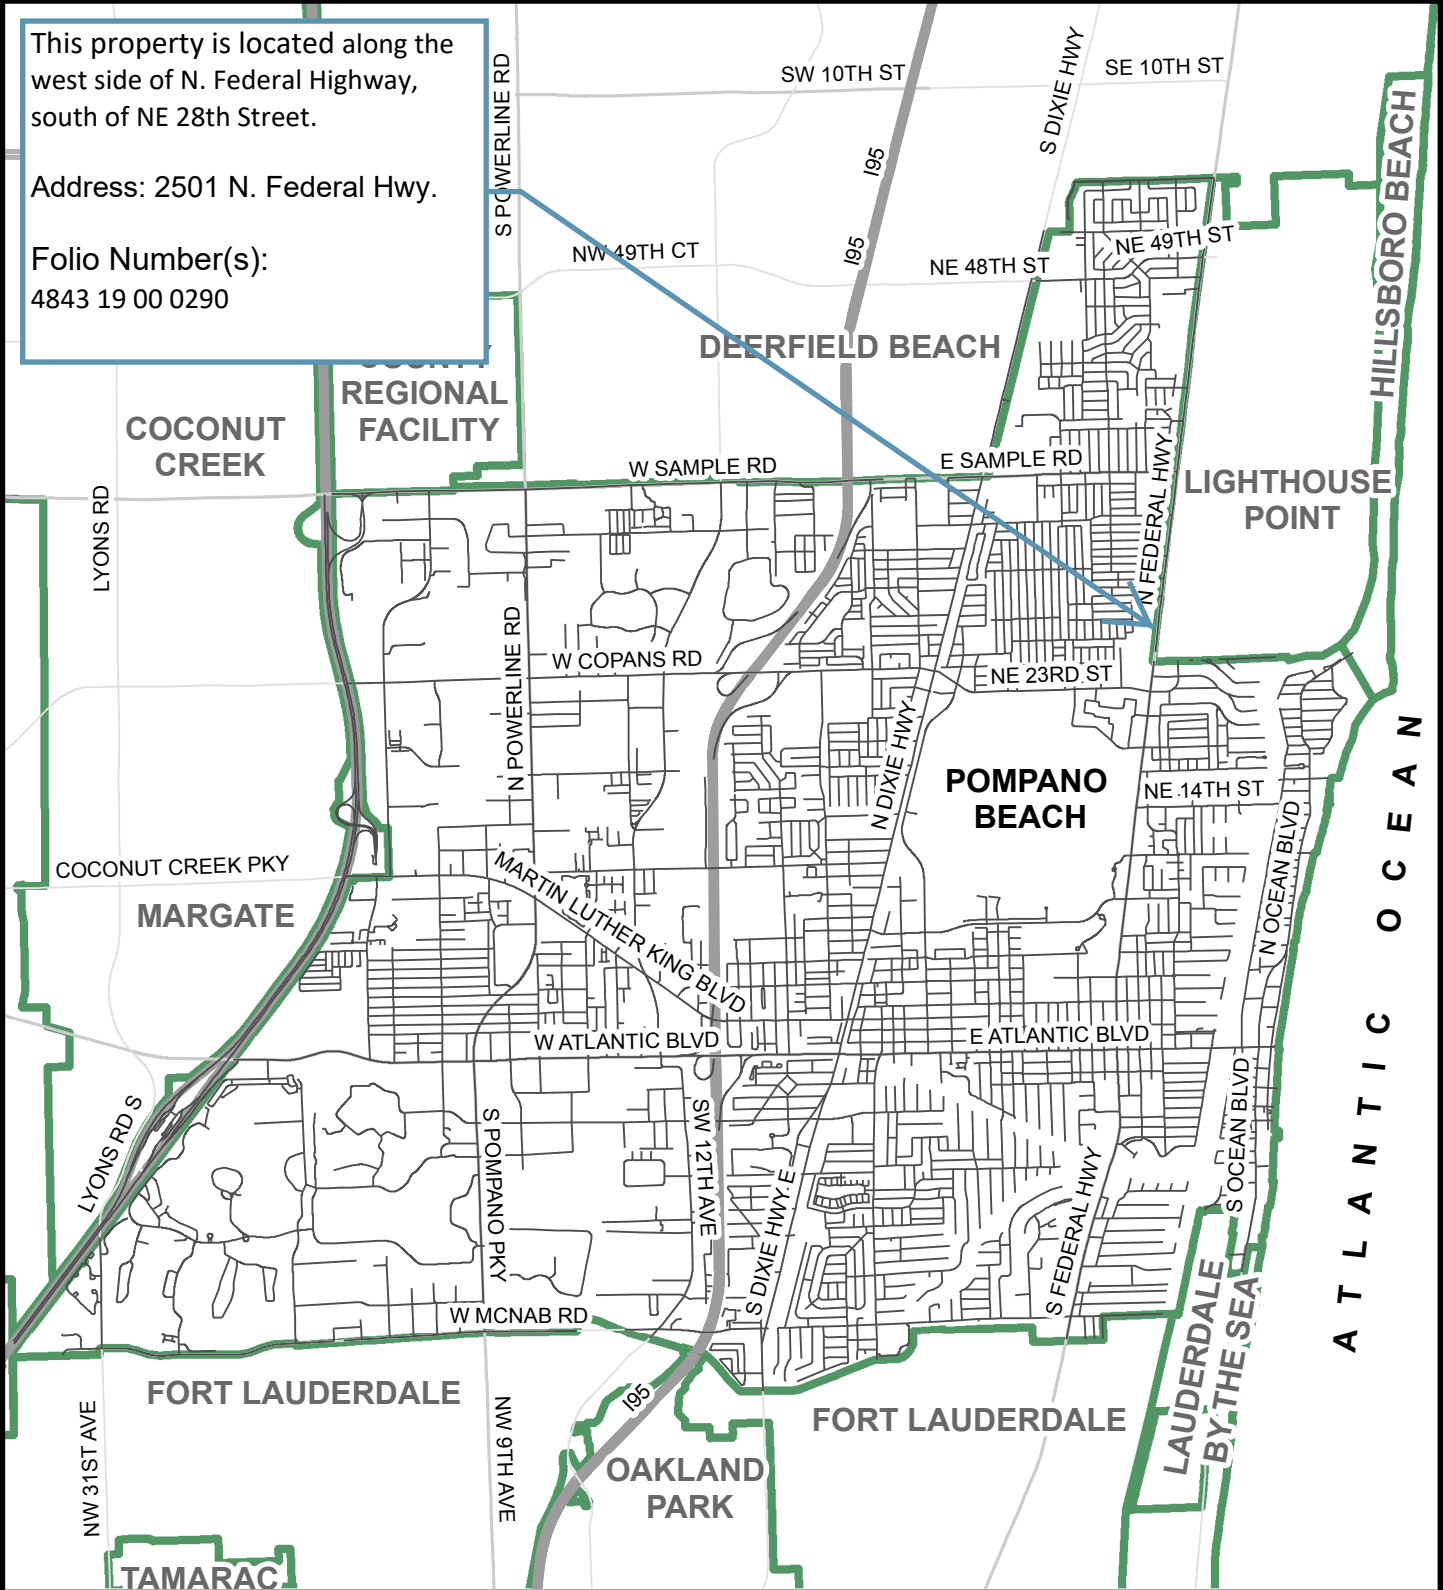 This property is located along the
west side of N. Federal Highway,
south of NE 28th Street.
Address: 2501 N. Federal Hwy.
Folio Number(s):
4843 19 00 0290
S POWERLINE RD
SW 10TH ST
S DIXIE HWY
SE 10TH ST
HILLSBORO BEACH
I95
I95
NW 49TH CT
NE 48TH ST
NE 49TH ST
DEERFIELD BEACH
COUNTY
REGIONAL
FACILITY
COCONUT
CREEK
W SAMPLE RD
E SAMPLE RD
N FEDERAL HWY
LIGHTHOUSE
POINT
LYONS RD
N POWERLINE RD
W COPANS RD
NE 23RD ST
N DIXIE HWY
POMPANO
BEACH
NE 14TH ST
N OCEAN BLVD
ATLANTIC OCEAN
COCONUT CREEK PKY
MARGATE
MARTIN LUTHER KING BLVD
W ATLANTIC BLVD
E ATLANTIC BLVD
LYONS RD S
S POMPANO PKY
SW 12TH AVE
S DIXIE HWY E
S FEDERAL HWY
S OCEAN BLVD
W MCNAB RD
LAUDERDALE
BY THE SEA
FORT LAUDERDALE
FORT LAUDERDALE
I95
NW 31ST AVE
NW 9TH AVE
OAKLAND
PARK
TAMARAC